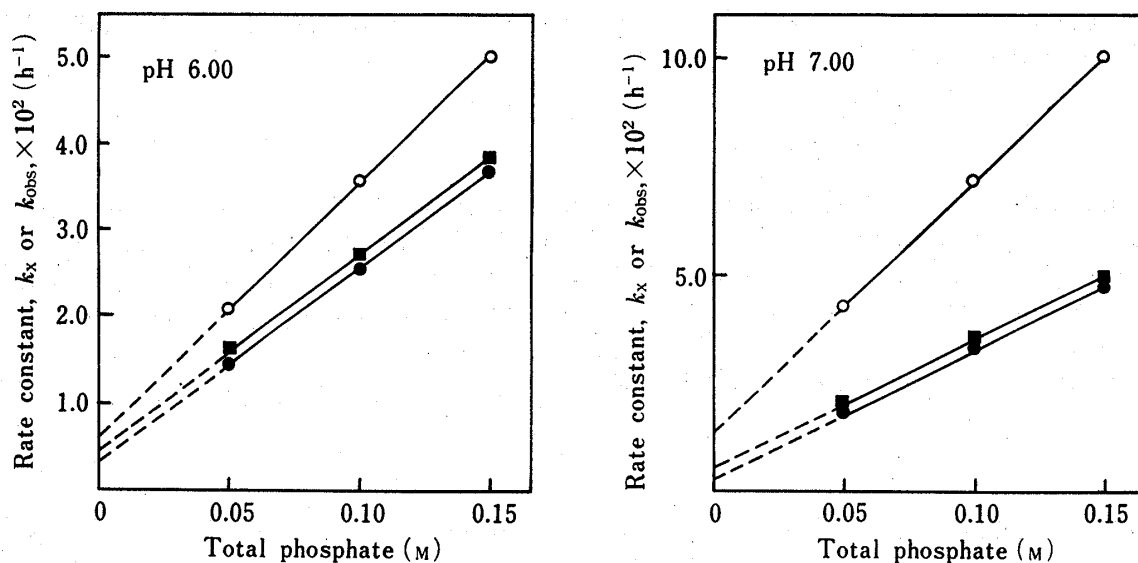 Rate constant, kx or kobs, ×10² (h⁻¹)
pH 6.00
5.0
4.0
3.0
2.0
1.0
0
0.05
0.10
0.15
Total phosphate (M)
Rate constant, kx or kobs, ×10² (h⁻¹)
pH 7.00
10.0
5.0
0
0.05
0.10
0.15
Total phosphate (M)